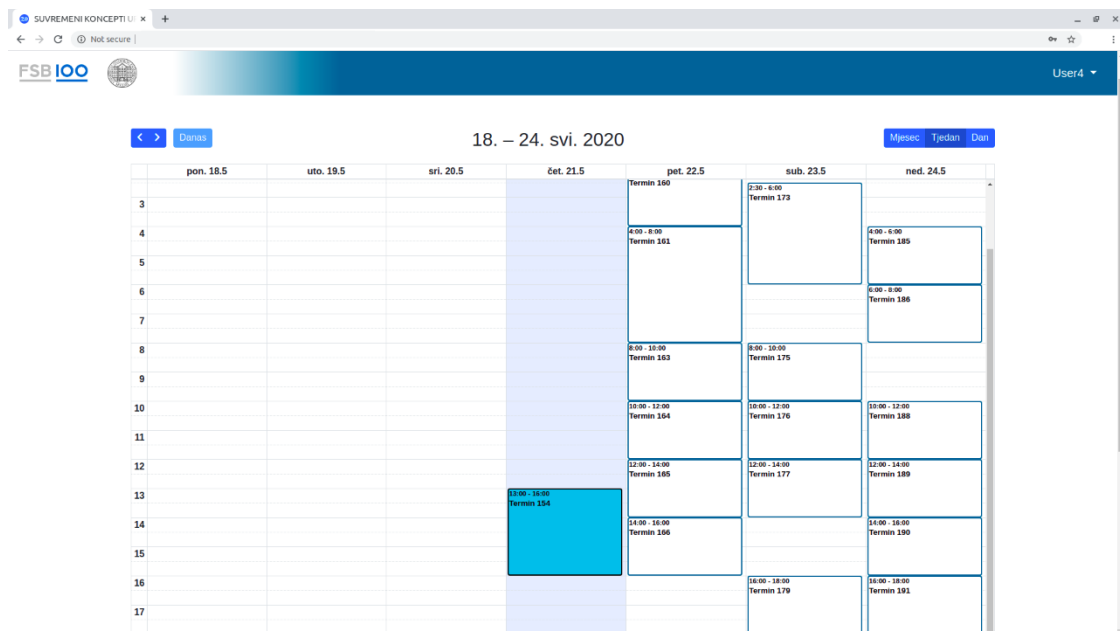 SUVREMENI KONCEPTI U
Not secure
FSB 100
User4
Danas
18. – 24. svi. 2020
Mjesec Tjedan Dan
pon. 18.5 uto. 19.5 sri. 20.5 čet. 21.5 pet. 22.5 sub. 23.5 ned. 24.5
Termin 160
2:30 - 6:00
Termin 173
3
4
4:00 - 8:00
Termin 161
4:00 - 6:00
Termin 185
5
6
6:00 - 8:00
Termin 186
7
8
8:00 - 10:00
Termin 163
8:00 - 10:00
Termin 175
9
10
10:00 - 12:00
Termin 164
10:00 - 12:00
Termin 176
10:00 - 12:00
Termin 188
11
12
12:00 - 14:00
Termin 165
12:00 - 14:00
Termin 177
12:00 - 14:00
Termin 189
13
13:00 - 16:00
Termin 154
14
14:00 - 16:00
Termin 166
14:00 - 16:00
Termin 190
15
16
16:00 - 18:00
Termin 179
16:00 - 18:00
Termin 191
17